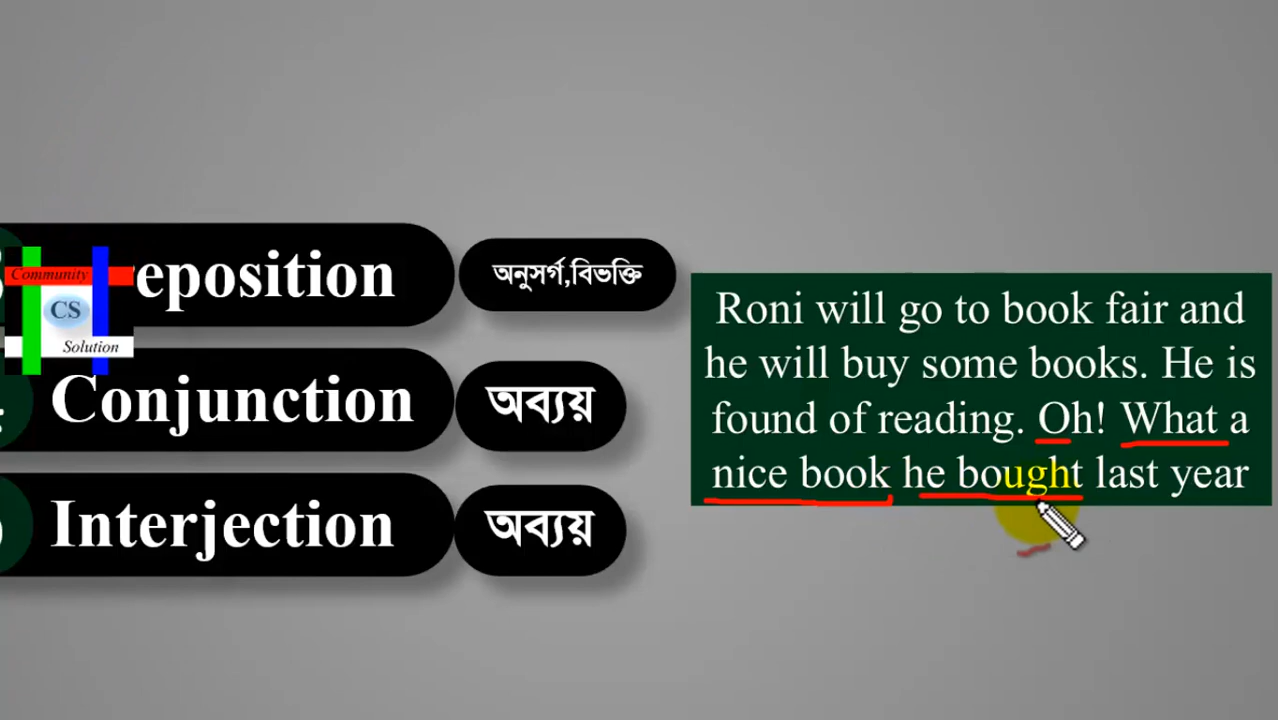 reposition
অনুসর্গ,বিভক্তি
Community
CS
Solution
Conjunction
অব্যয়
Interjection
অব্যয়
Roni will go to book fair and
he will buy some books. He is
found of reading. Oh! What a
nice book he bought last year